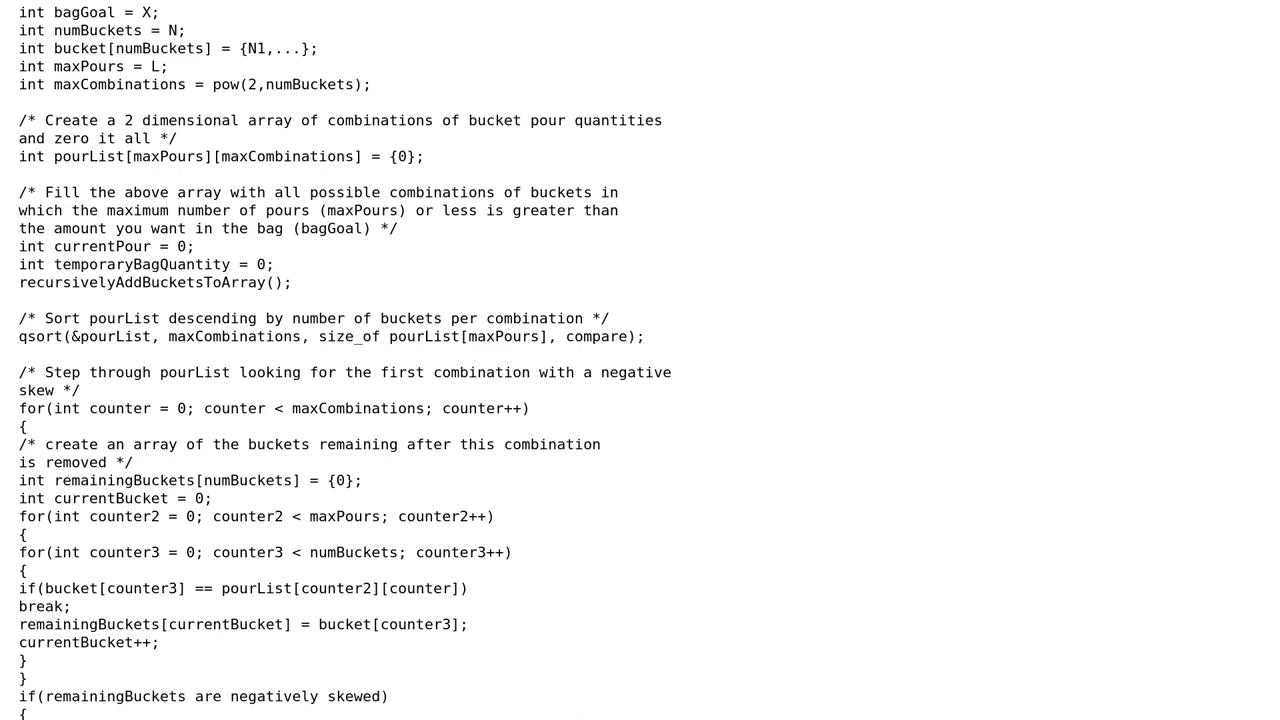 int bagGoal = X;
int numBuckets = N;
int bucket[numBuckets] = {N1,...};
int maxPours = L;
int maxCombinations = pow(2,numBuckets);
/* Create a 2 dimensional array of combinations of bucket pour quantities
and zero it all */
int pourList[maxPours][maxCombinations] = {0};
/* Fill the above array with all possible combinations of buckets in
which the maximum number of pours (maxPours) or less is greater than
the amount you want in the bag (bagGoal) */
int currentPour = 0;
int temporaryBagQuantity = 0;
recursivelyAddBucketsToArray();
/* Sort pourList descending by number of buckets per combination */
qsort(&pourList, maxCombinations, size_of pourList[maxPours], compare);
/* Step through pourList looking for the first combination with a negative
skew */
for(int counter = 0; counter < maxCombinations; counter++)
{
/* create an array of the buckets remaining after this combination
is removed */
int remainingBuckets[numBuckets] = {0};
int currentBucket = 0;
for(int counter2 = 0; counter2 < maxPours; counter2++)
{
for(int counter3 = 0; counter3 < numBuckets; counter3++)
{
if(bucket[counter3] == pourList[counter2][counter])
break;
remainingBuckets[currentBucket] = bucket[counter3];
currentBucket++;
}
}
if(remainingBuckets are negatively skewed)
{